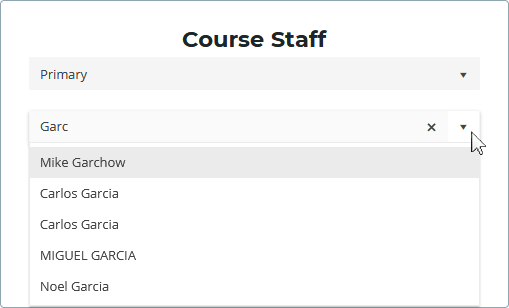 Course Staff
Primary
Garc
Mike Garchow
Carlos Garcia
Carlos Garcia
MIGUEL GARCIA
Noel Garcia